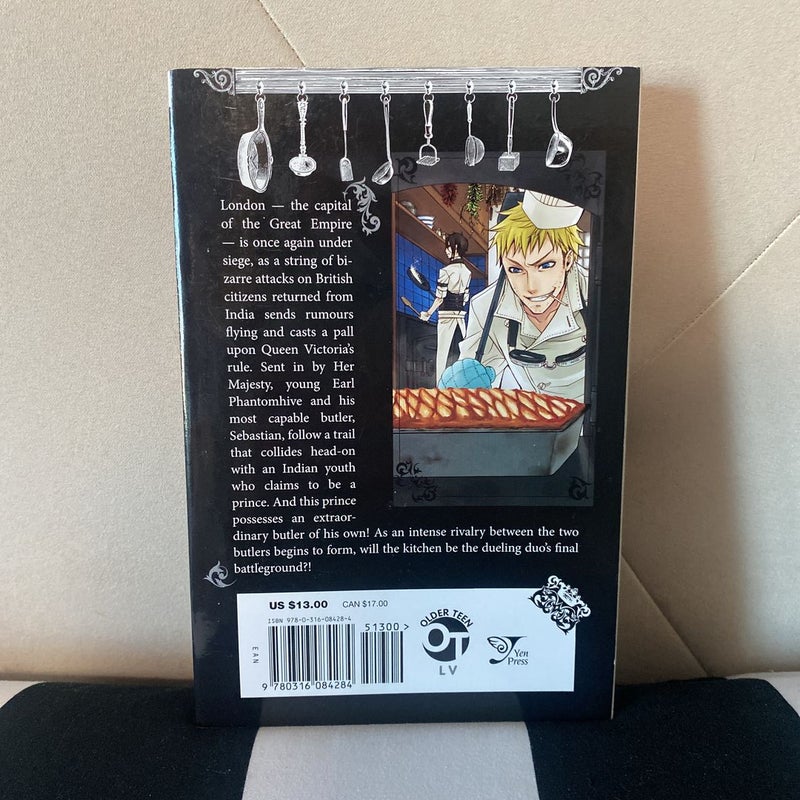 London — the capital
of the Great Empire
— is once again under
siege, as a string of bi-
zarre attacks on British
citizens returned from
India sends rumours
flying and casts a pall
upon Queen Victoria's
rule. Sent in by Her
Majesty, young Earl
Phantomhive and his
most capable butler,
Sebastian, follow a trail
that collides head-on
with an Indian youth
who claims to be a
prince. And this prince
possesses an extraor-
dinary butler of his own! As an intense rivalry between the two
butlers begins to form, will the kitchen be the dueling duo's final
battleground?!
US $13.00 CAN $17.00
ISBN 978-0-316-08428-4
51300 >
EAN
9 780316 084284
OLDER TEEN
OT
LV
Yen
Press